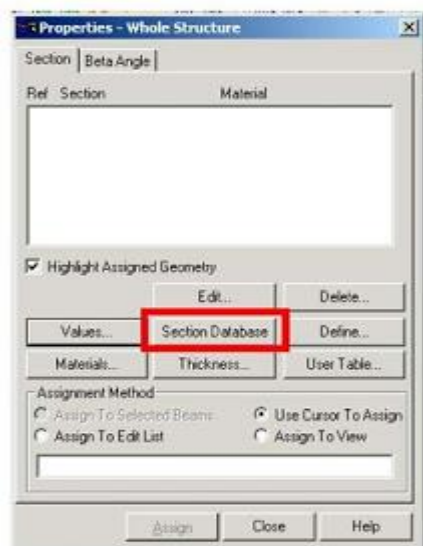 Properties - Whole Structure
Section Beta Angle
Ref Section Material
Highlight Assigned Geometry
Edit... Delete...
Values... Section Database Define...
Materials... Thickness... User Table...
Assignment Method
Assign To Selected Beams Use Cursor To Assign
Assign To Edit List Assign To View
Assign Close Help